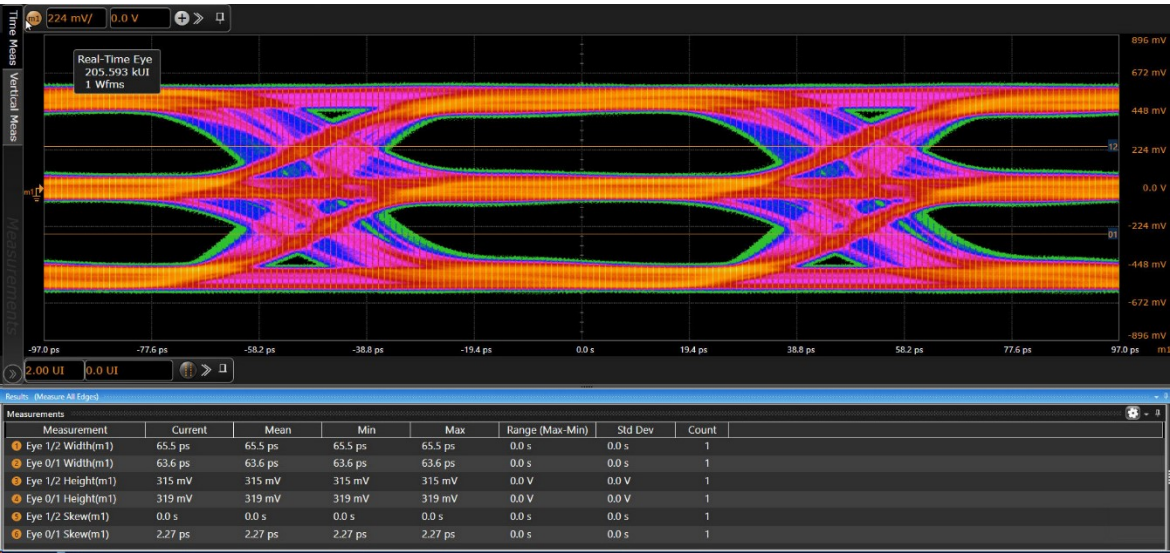 Time Meas
Vertical Meas
Measurements
m1 224 mV/ 0.0 V
Real-Time Eye
205.593 kUI
1 Wfms
896 mV
672 mV
448 mV
224 mV
0.0 V
-224 mV
-448 mV
-672 mV
-896 mV
12
01
m1
-97.0 ps -77.6 ps -58.2 ps -38.8 ps -19.4 ps 0.0 s 19.4 ps 38.8 ps 58.2 ps 77.6 ps 97.0 ps m1
2.00 UI 0.0 UI
Results (Measure All Edges)
Measurements
Measurement Current Mean Min Max Range (Max-Min) Std Dev Count
1 Eye 1/2 Width(m1) 65.5 ps 65.5 ps 65.5 ps 65.5 ps 0.0 s 0.0 s 1
2 Eye 0/1 Width(m1) 63.6 ps 63.6 ps 63.6 ps 63.6 ps 0.0 s 0.0 s 1
3 Eye 1/2 Height(m1) 315 mV 315 mV 315 mV 315 mV 0.0 V 0.0 V 1
4 Eye 0/1 Height(m1) 319 mV 319 mV 319 mV 319 mV 0.0 V 0.0 V 1
5 Eye 1/2 Skew(m1) 0.0 s 0.0 s 0.0 s 0.0 s 0.0 s 0.0 s 1
6 Eye 0/1 Skew(m1) 2.27 ps 2.27 ps 2.27 ps 2.27 ps 0.0 s 0.0 s 1